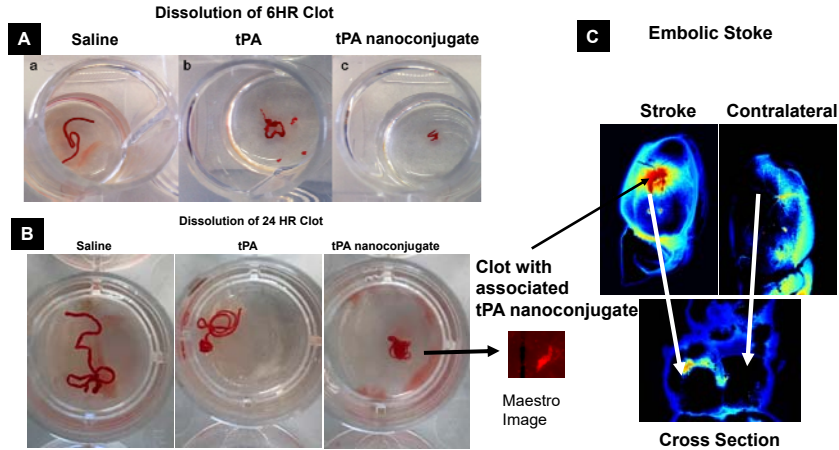 Dissolution of 6HR Clot
A
Saline
tPA
tPA nanoconjugate
a
b
c
Dissolution of 24 HR Clot
B
Saline
tPA
tPA nanoconjugate
Clot with
associated
tPA nanoconjugate
Maestro
Image
C
Embolic Stoke
Stroke
Contralateral
Cross Section